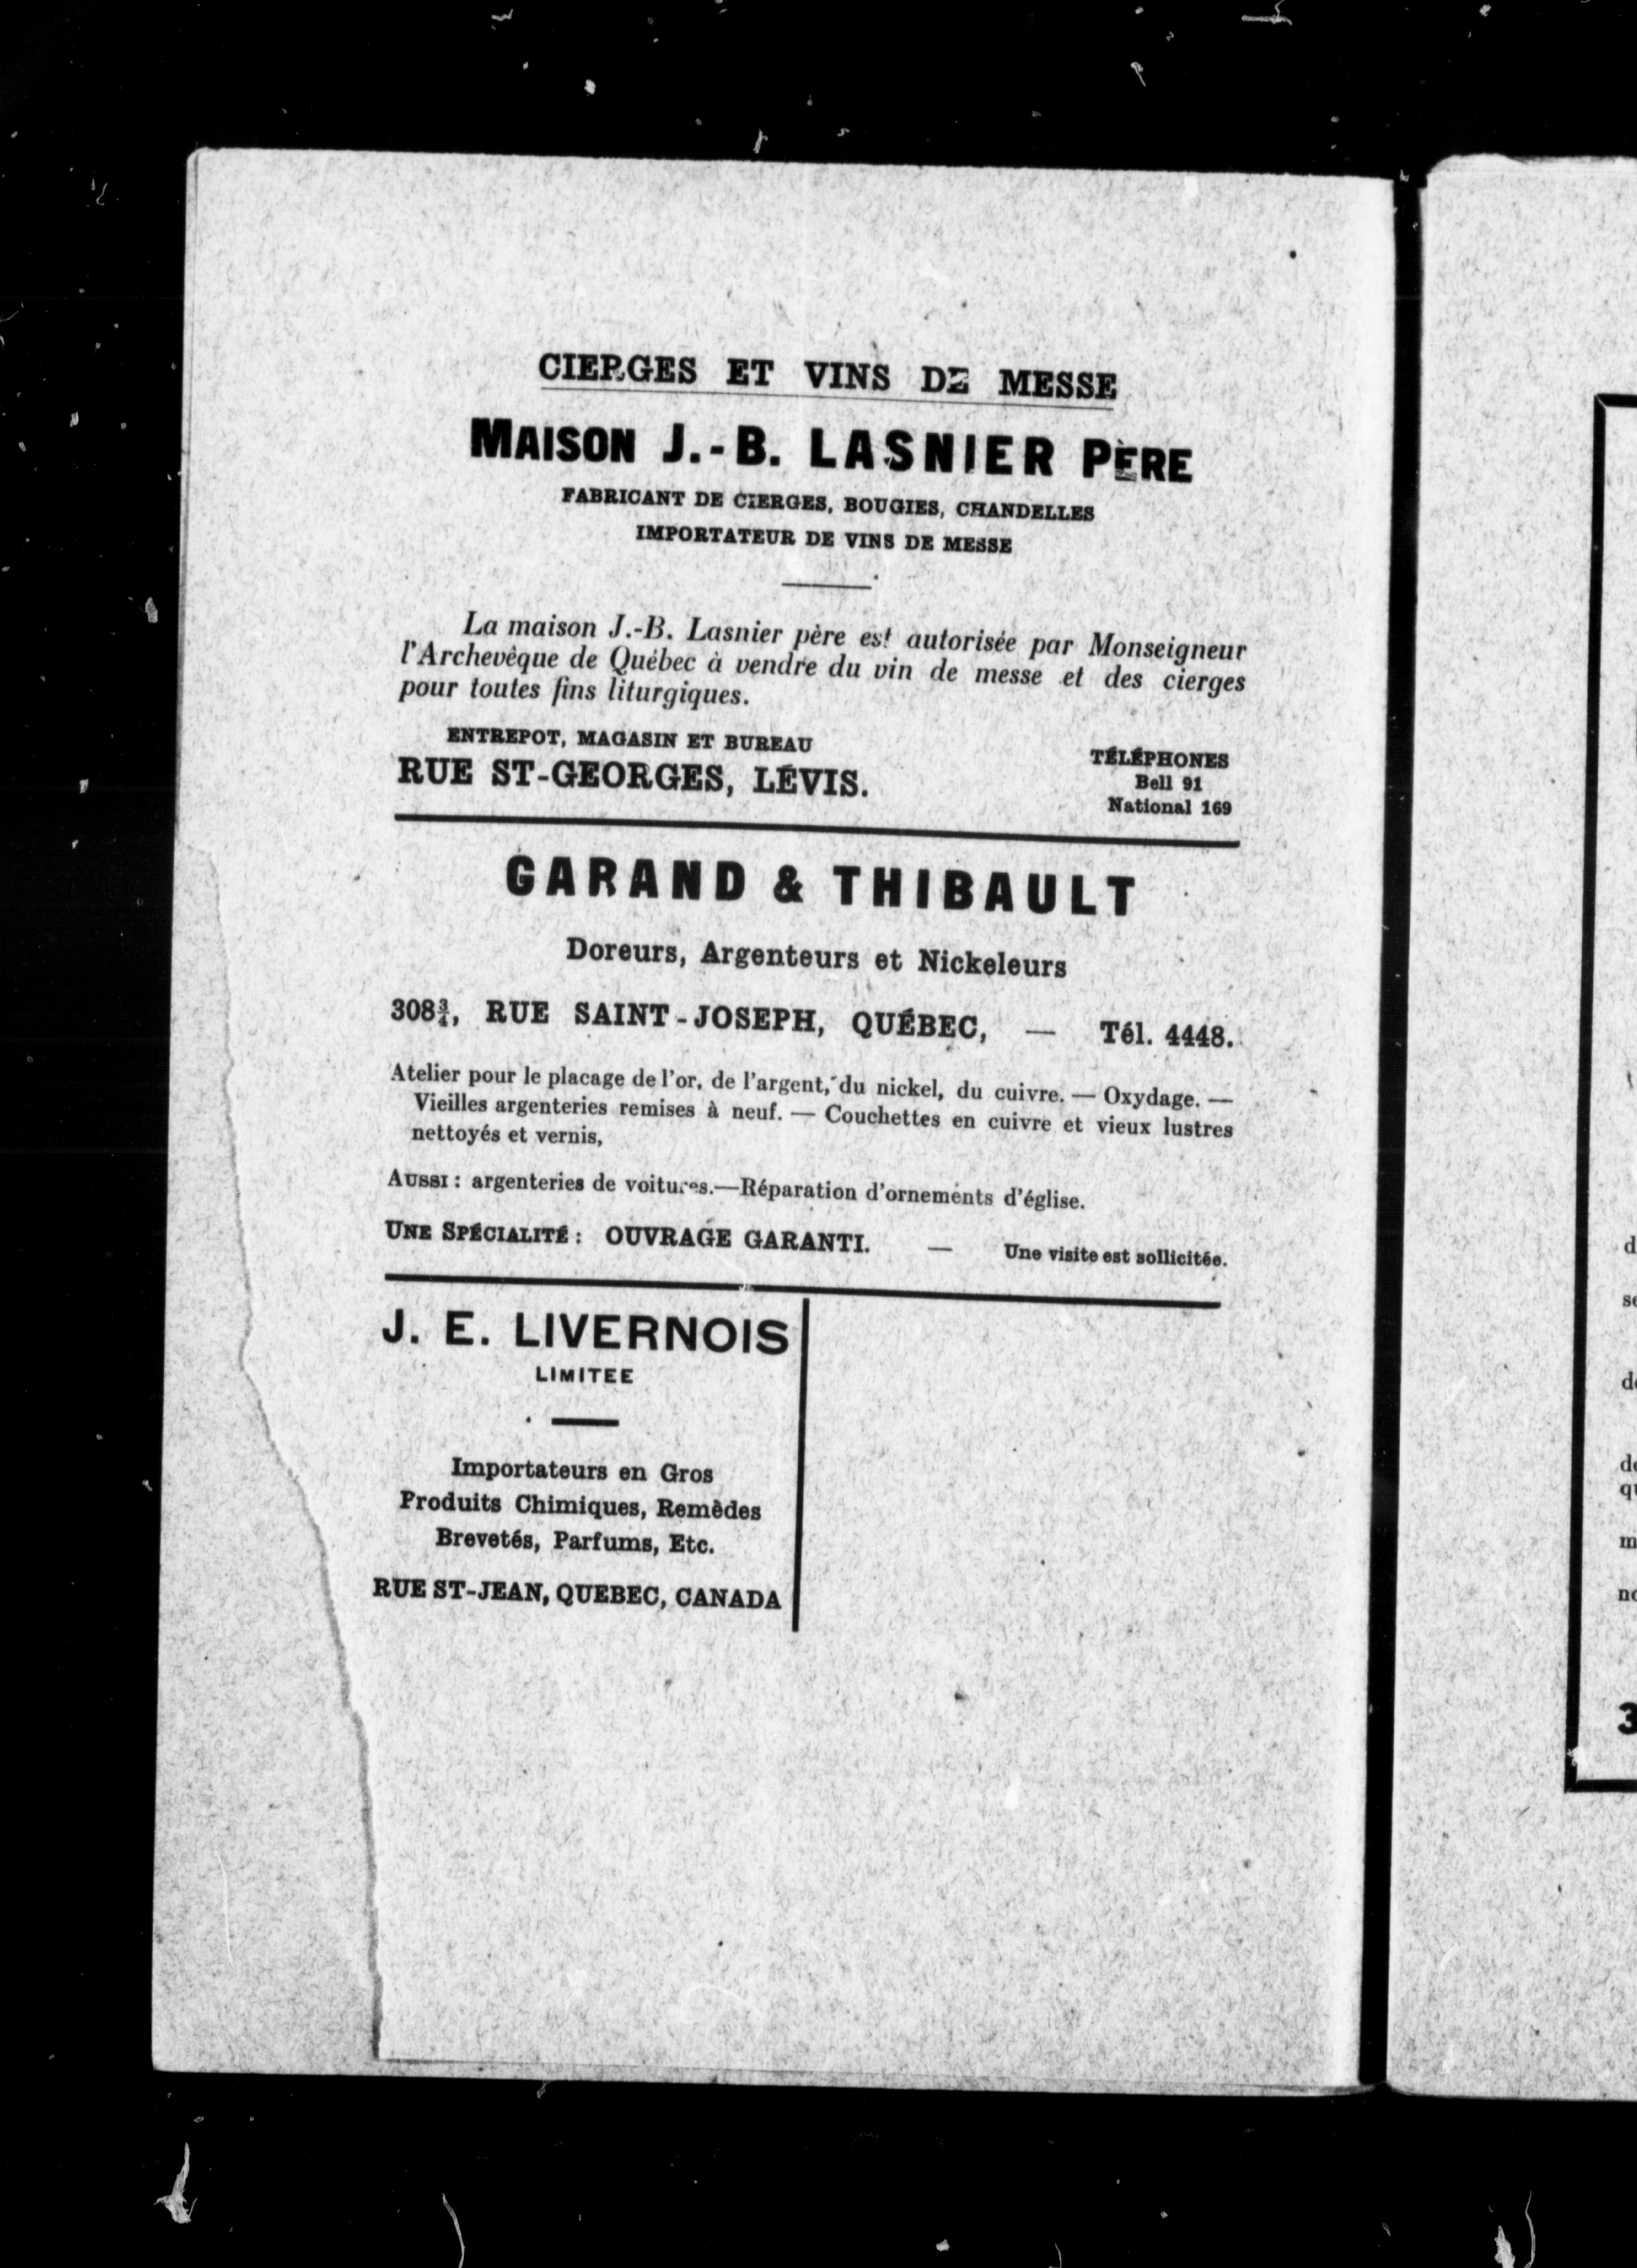 CIERGES ET VINS DE MESSE
MAISON J.-B. LASNIER PÈRE
FABRICANT DE CIERGES, BOUGIES, CHANDELLES
IMPORTATEUR DE VINS DE MESSE
La maison J.-B. Lasnier père est autorisée par Monseigneur
l'Archevêque de Québec à vendre du vin de messe et des cierges
pour toutes fins liturgiques.
ENTREPOT, MAGASIN ET BUREAU
RUE ST-GEORGES, LÉVIS.
TÉLÉPHONES
Bell 91
National 169
GARAND & THIBAULT
Doreurs, Argenteurs et Nickeleurs
308¾, RUE SAINT-JOSEPH, QUÉBEC, — Tél. 4448.
Atelier pour le placage de l'or, de l'argent, du nickel, du cuivre. — Oxydage. —
Vieilles argenteries remises à neuf. — Couchettes en cuivre et vieux lustres
nettoyés et vernis,
AUSSI : argenteries de voitures.—Réparation d'ornements d'église.
UNE SPÉCIALITÉ : OUVRAGE GARANTI. — Une visite est sollicitée.
J. E. LIVERNOIS
LIMITEE
Importateurs en Gros
Produits Chimiques, Remèdes
Brevetés, Parfums, Etc.
RUE ST-JEAN, QUEBEC, CANADA